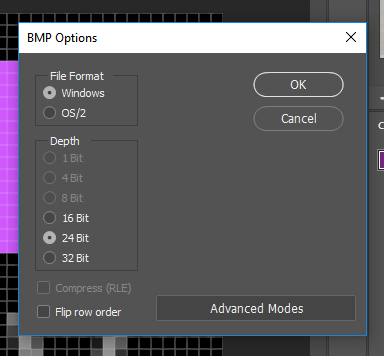 BMP Options
File Format
Windows
OS/2
OK
Cancel
Depth
1 Bit
4 Bit
8 Bit
16 Bit
24 Bit
32 Bit
Compress (RLE)
Flip row order
Advanced Modes